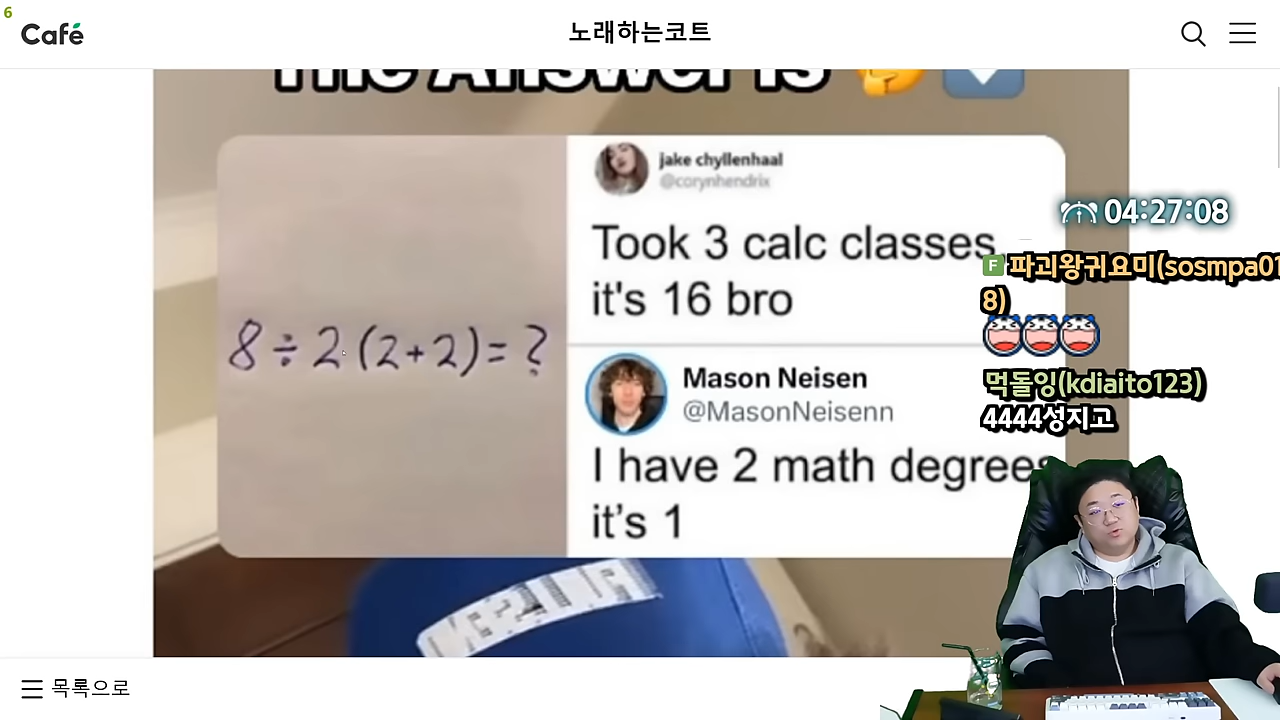 6
Café
노래하는코트
The Answer Is
jake chyllenhaal
@corynhendrix
Took 3 calc classes,
it's 16 bro
8÷2(2+2)=?
Mason Neisen
@MasonNeisenn
I have 2 math degrees
it's 1
04:27:08
F 파괴왕귀요미(sosmpa01
8)
먹돌잉(kdiaito123)
4444성지고
목록으로